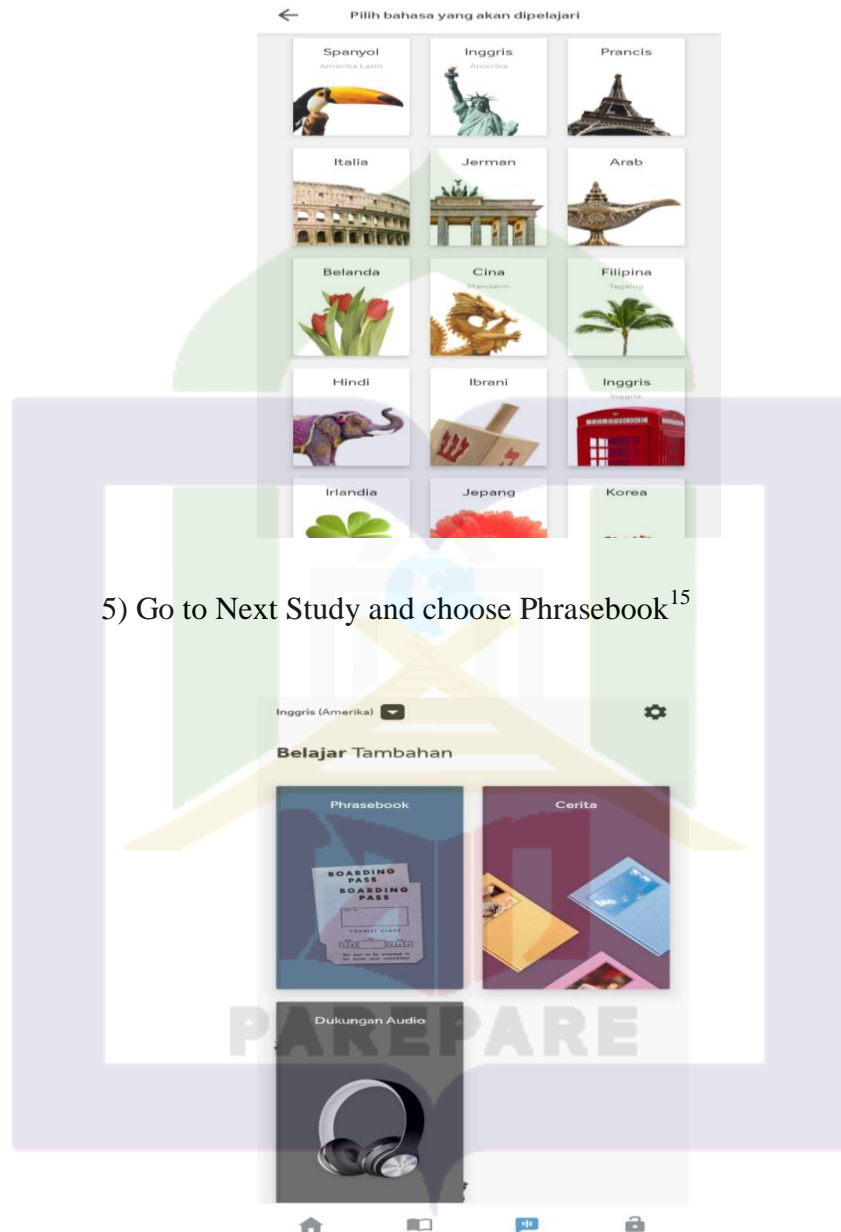 Pilih bahasa yang akan dipelajari
Spanyol Inggris Prancis
Amerika Latin Amerika
Italia Jerman Arab
Belanda Cina Filipina
Mandarin Tagalog
Hindi Ibrani Inggris
Inggris
Irlandia Jepang Korea
5) Go to Next Study and choose Phrasebook15
Inggris (Amerika)
Belajar Tambahan
Phrasebook Cerita
BOARDING
PASS
BOARDING
PASS
TOURIST CLASS
PAREPARE
Dukungan Audio